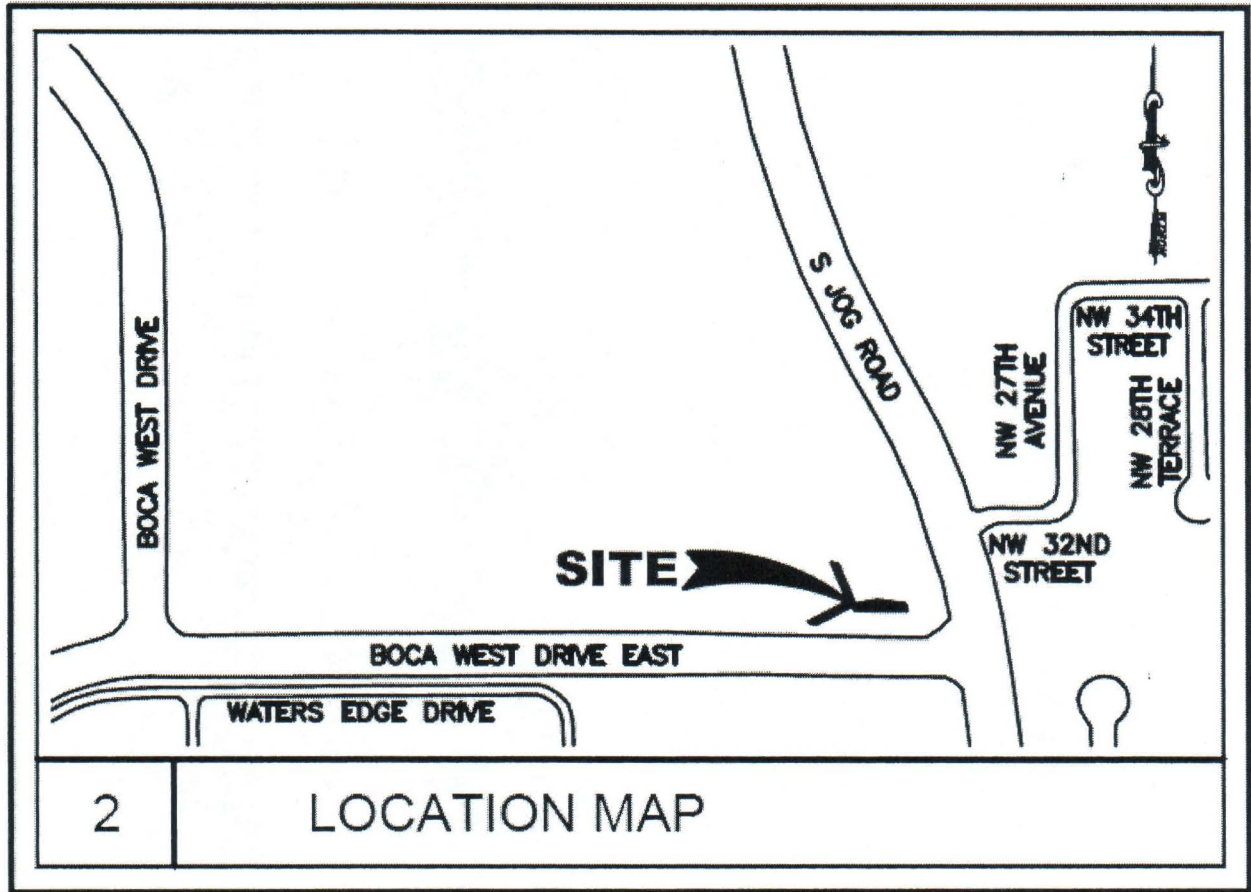 S JOG ROAD
BOCA WEST DRIVE
NW 27TH
AVENUE
NW 34TH
STREET
NW 28TH
TERRACE
NW 32ND
STREET
SITE
BOCA WEST DRIVE EAST
WATERS EDGE DRIVE
2
LOCATION MAP